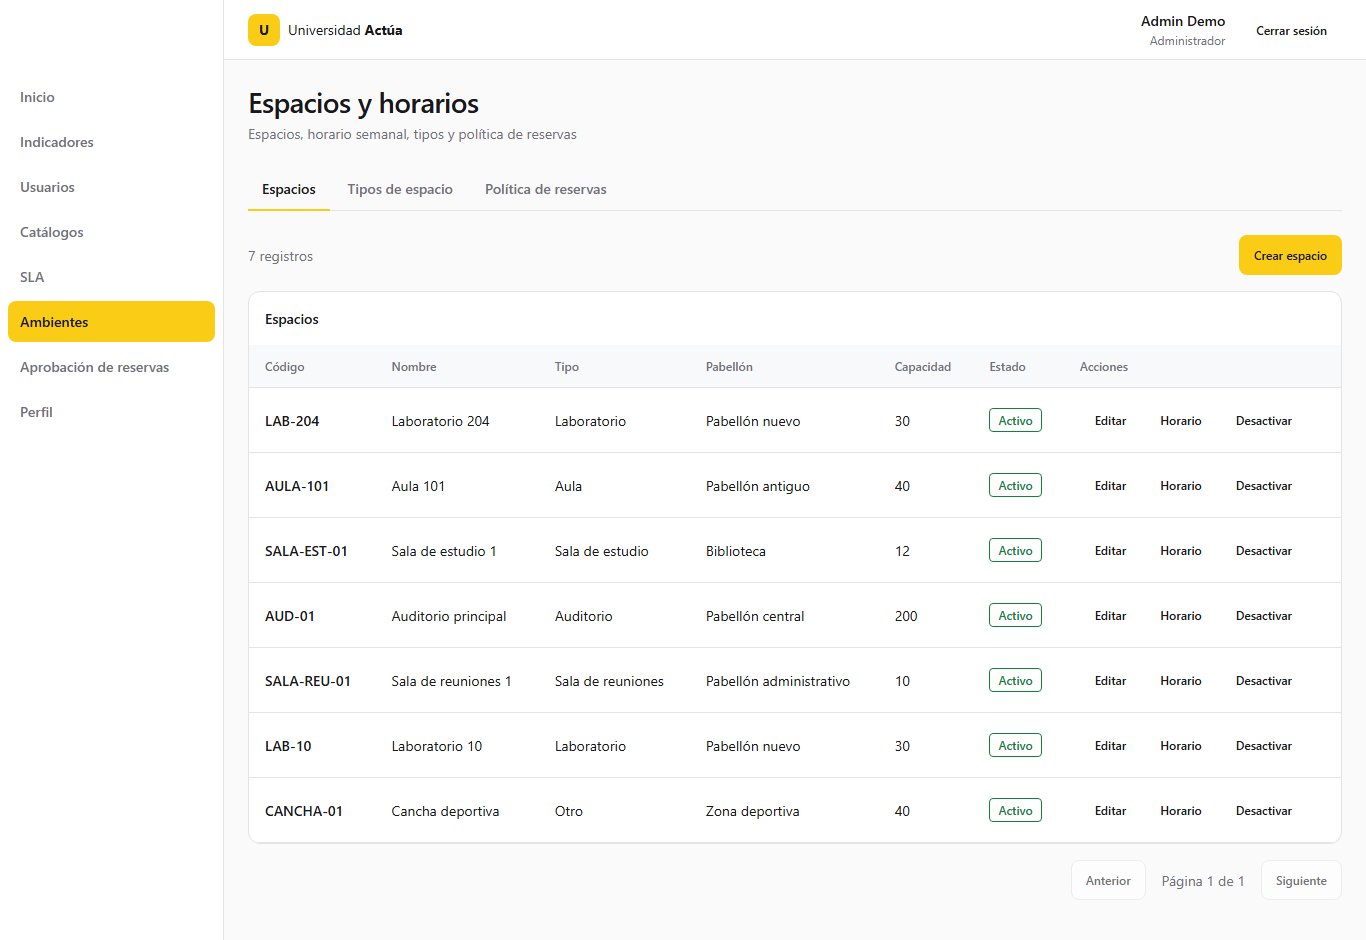 U Universidad Actúa
Admin Demo
Administrador
Cerrar sesión
Inicio
Indicadores
Usuarios
Catálogos
SLA
Ambientes
Aprobación de reservas
Perfil
Espacios y horarios
Espacios, horario semanal, tipos y política de reservas
Espacios Tipos de espacio Política de reservas
7 registros
Crear espacio
Espacios
Código Nombre Tipo Pabellón Capacidad Estado Acciones
LAB-204 Laboratorio 204 Laboratorio Pabellón nuevo 30 Activo Editar Horario Desactivar
AULA-101 Aula 101 Aula Pabellón antiguo 40 Activo Editar Horario Desactivar
SALA-EST-01 Sala de estudio 1 Sala de estudio Biblioteca 12 Activo Editar Horario Desactivar
AUD-01 Auditorio principal Auditorio Pabellón central 200 Activo Editar Horario Desactivar
SALA-REU-01 Sala de reuniones 1 Sala de reuniones Pabellón administrativo 10 Activo Editar Horario Desactivar
LAB-10 Laboratorio 10 Laboratorio Pabellón nuevo 30 Activo Editar Horario Desactivar
CANCHA-01 Cancha deportiva Otro Zona deportiva 40 Activo Editar Horario Desactivar
Anterior Página 1 de 1 Siguiente